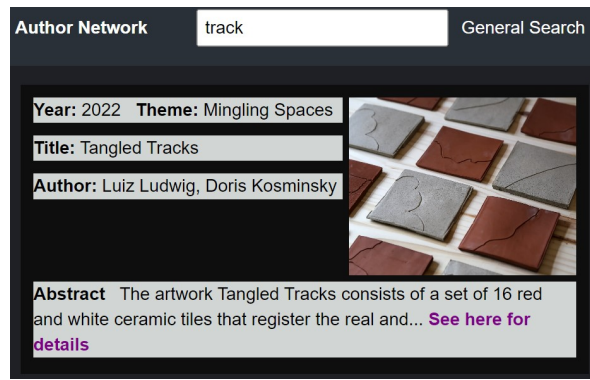 Author Network track General Search
Year: 2022 Theme: Mingling Spaces
Title: Tangled Tracks
Author: Luiz Ludwig, Doris Kosminsky
Abstract The artwork Tangled Tracks consists of a set of 16 red
and white ceramic tiles that register the real and... See here for
details